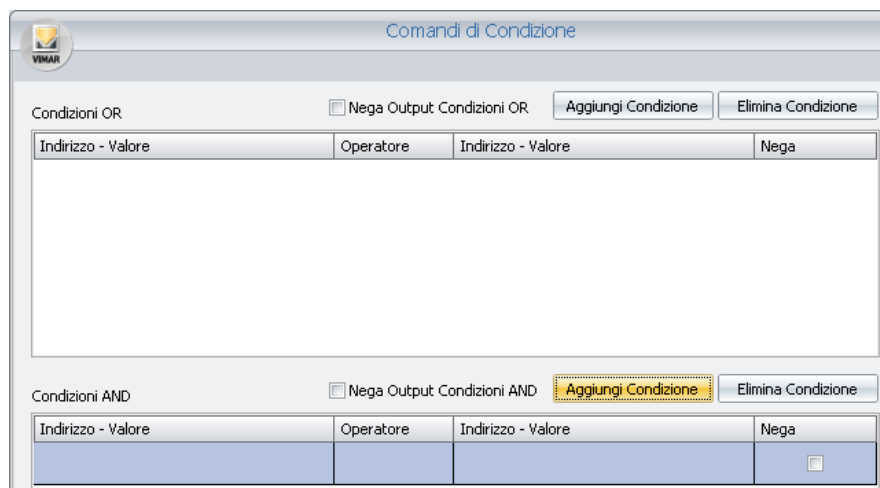 Comandi di Condizione
VIMAR
Condizioni OR Nega Output Condizioni OR Aggiungi Condizione Elimina Condizione
Indirizzo - Valore Operatore Indirizzo - Valore Nega
Condizioni AND Nega Output Condizioni AND Aggiungi Condizione Elimina Condizione
Indirizzo - Valore Operatore Indirizzo - Valore Nega